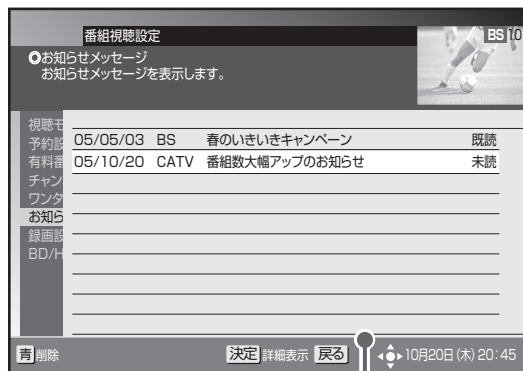 番組視聴設定
BS 10
お知らせメッセージ
お知らせメッセージを表示します。
視聴モ
予約設
有料番
チャン
ワンタ
お知ら
録画設
BD/H
05/05/03 BS 春のいきいきキャンペーン 既読
05/10/20 CATV 番組数大幅アップのお知らせ 未読
青 削除 決定 詳細表示 戻る 10月20日(木) 20:45